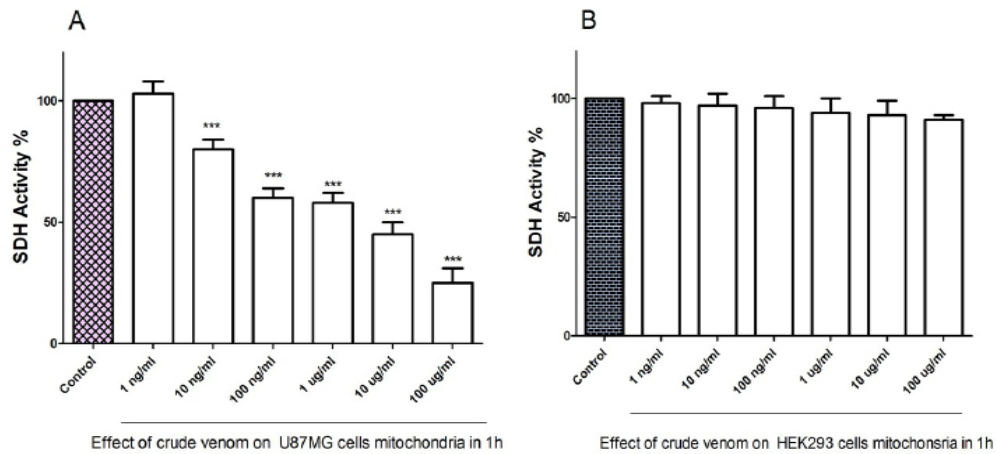 A
SDH Activity %
100
50
0
***
***
***
***
***
Control
1 ng/ml
10 ng/ml
100 ng/ml
1 ug/ml
10 ug/ml
100 ug/ml
Effect of crude venom on U87MG cells mitochondria in 1h
B
SDH Activity %
100
50
0
Control
1 ng/ml
10 ng/ml
100 ng/ml
1 ug/ml
10 ug/ml
100 ug/ml
Effect of crude venom on HEK293 cells mitochonsria in 1h